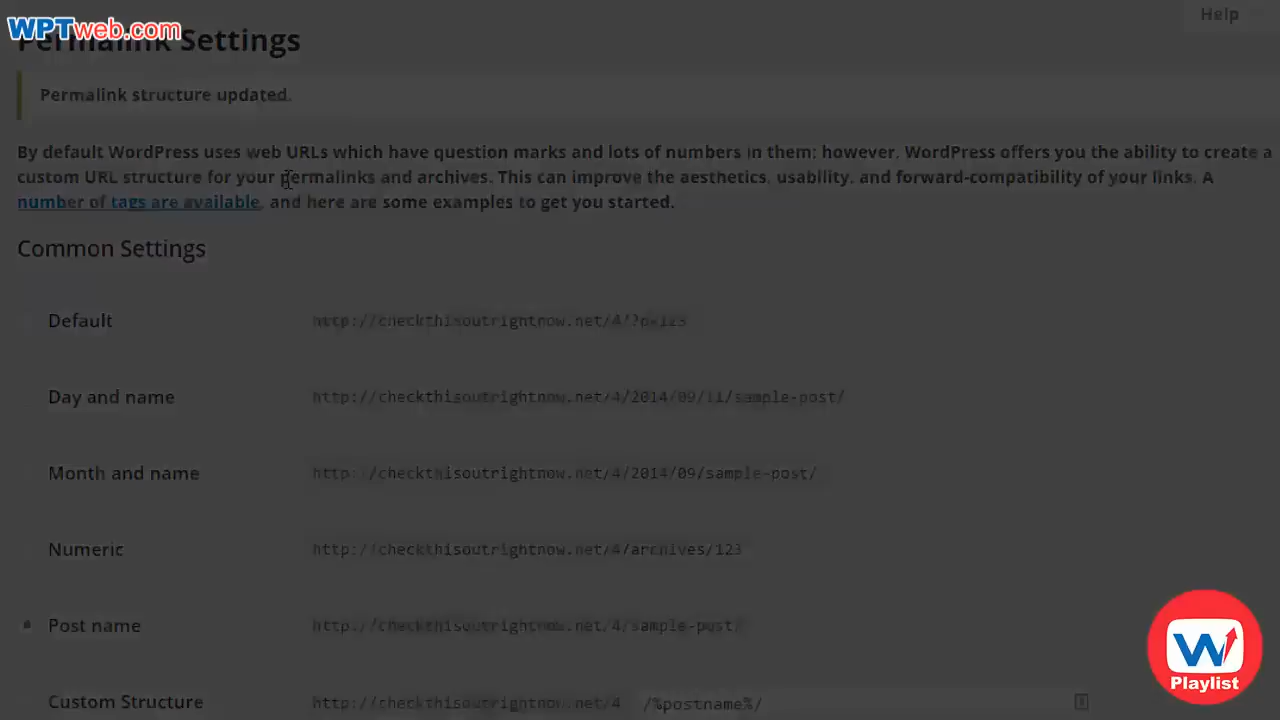 Help
WPTweb.com
Permalink Settings
Permalink structure updated.
By default WordPress uses web URLs which have question marks and lots of numbers in them; however, WordPress offers you the ability to create a
custom URL structure for your permalinks and archives. This can improve the aesthetics, usability, and forward-compatibility of your links. A
number of tags are available, and here are some examples to get you started.
Common Settings
Default http://checkthisoutrightnow.net/4/?p=123
Day and name http://checkthisoutrightnow.net/4/2014/09/11/sample-post/
Month and name http://checkthisoutrightnow.net/4/2014/09/sample-post/
Numeric http://checkthisoutrightnow.net/4/archives/123
Post name http://checkthisoutrightnow.net/4/sample-post/
Custom Structure http://checkthisoutrightnow.net/4 /%postname%/
W
Playlist